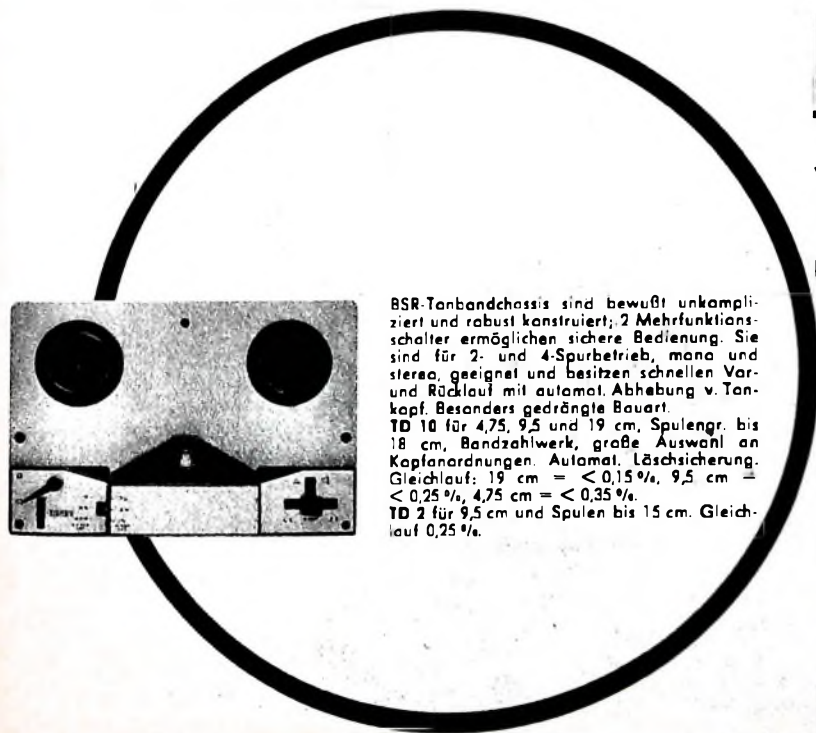 BSR-Tonbandchassis sind bewußt unkompli-
ziert und robust konstruiert; 2 Mehrfunktions-
schalter ermöglichen sichere Bedienung. Sie
sind für 2- und 4-Spurbetrieb, mono und
stereo, geeignet und besitzen schnellen Vor-
und Rücklauf mit automat. Abhebung v. Ton-
kopf. Besonders gedrängte Bauart.
TD 10 für 4,75, 9,5 und 19 cm, Spulengr. bis
18 cm, Bandzahlwerk, große Auswahl an
Kopfanordnungen. Automat. Löschsicherung.
Gleichlauf: 19 cm = < 0,15 %, 9,5 cm =
< 0,25 %, 4,75 cm = < 0,35 %.
TD 2 für 9,5 cm und Spulen bis 15 cm. Gleich-
lauf 0,25 %.